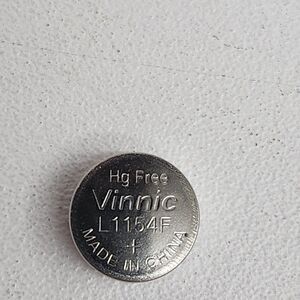 Hg Free
Vinnic
L1154F
+
MADE IN CHINA